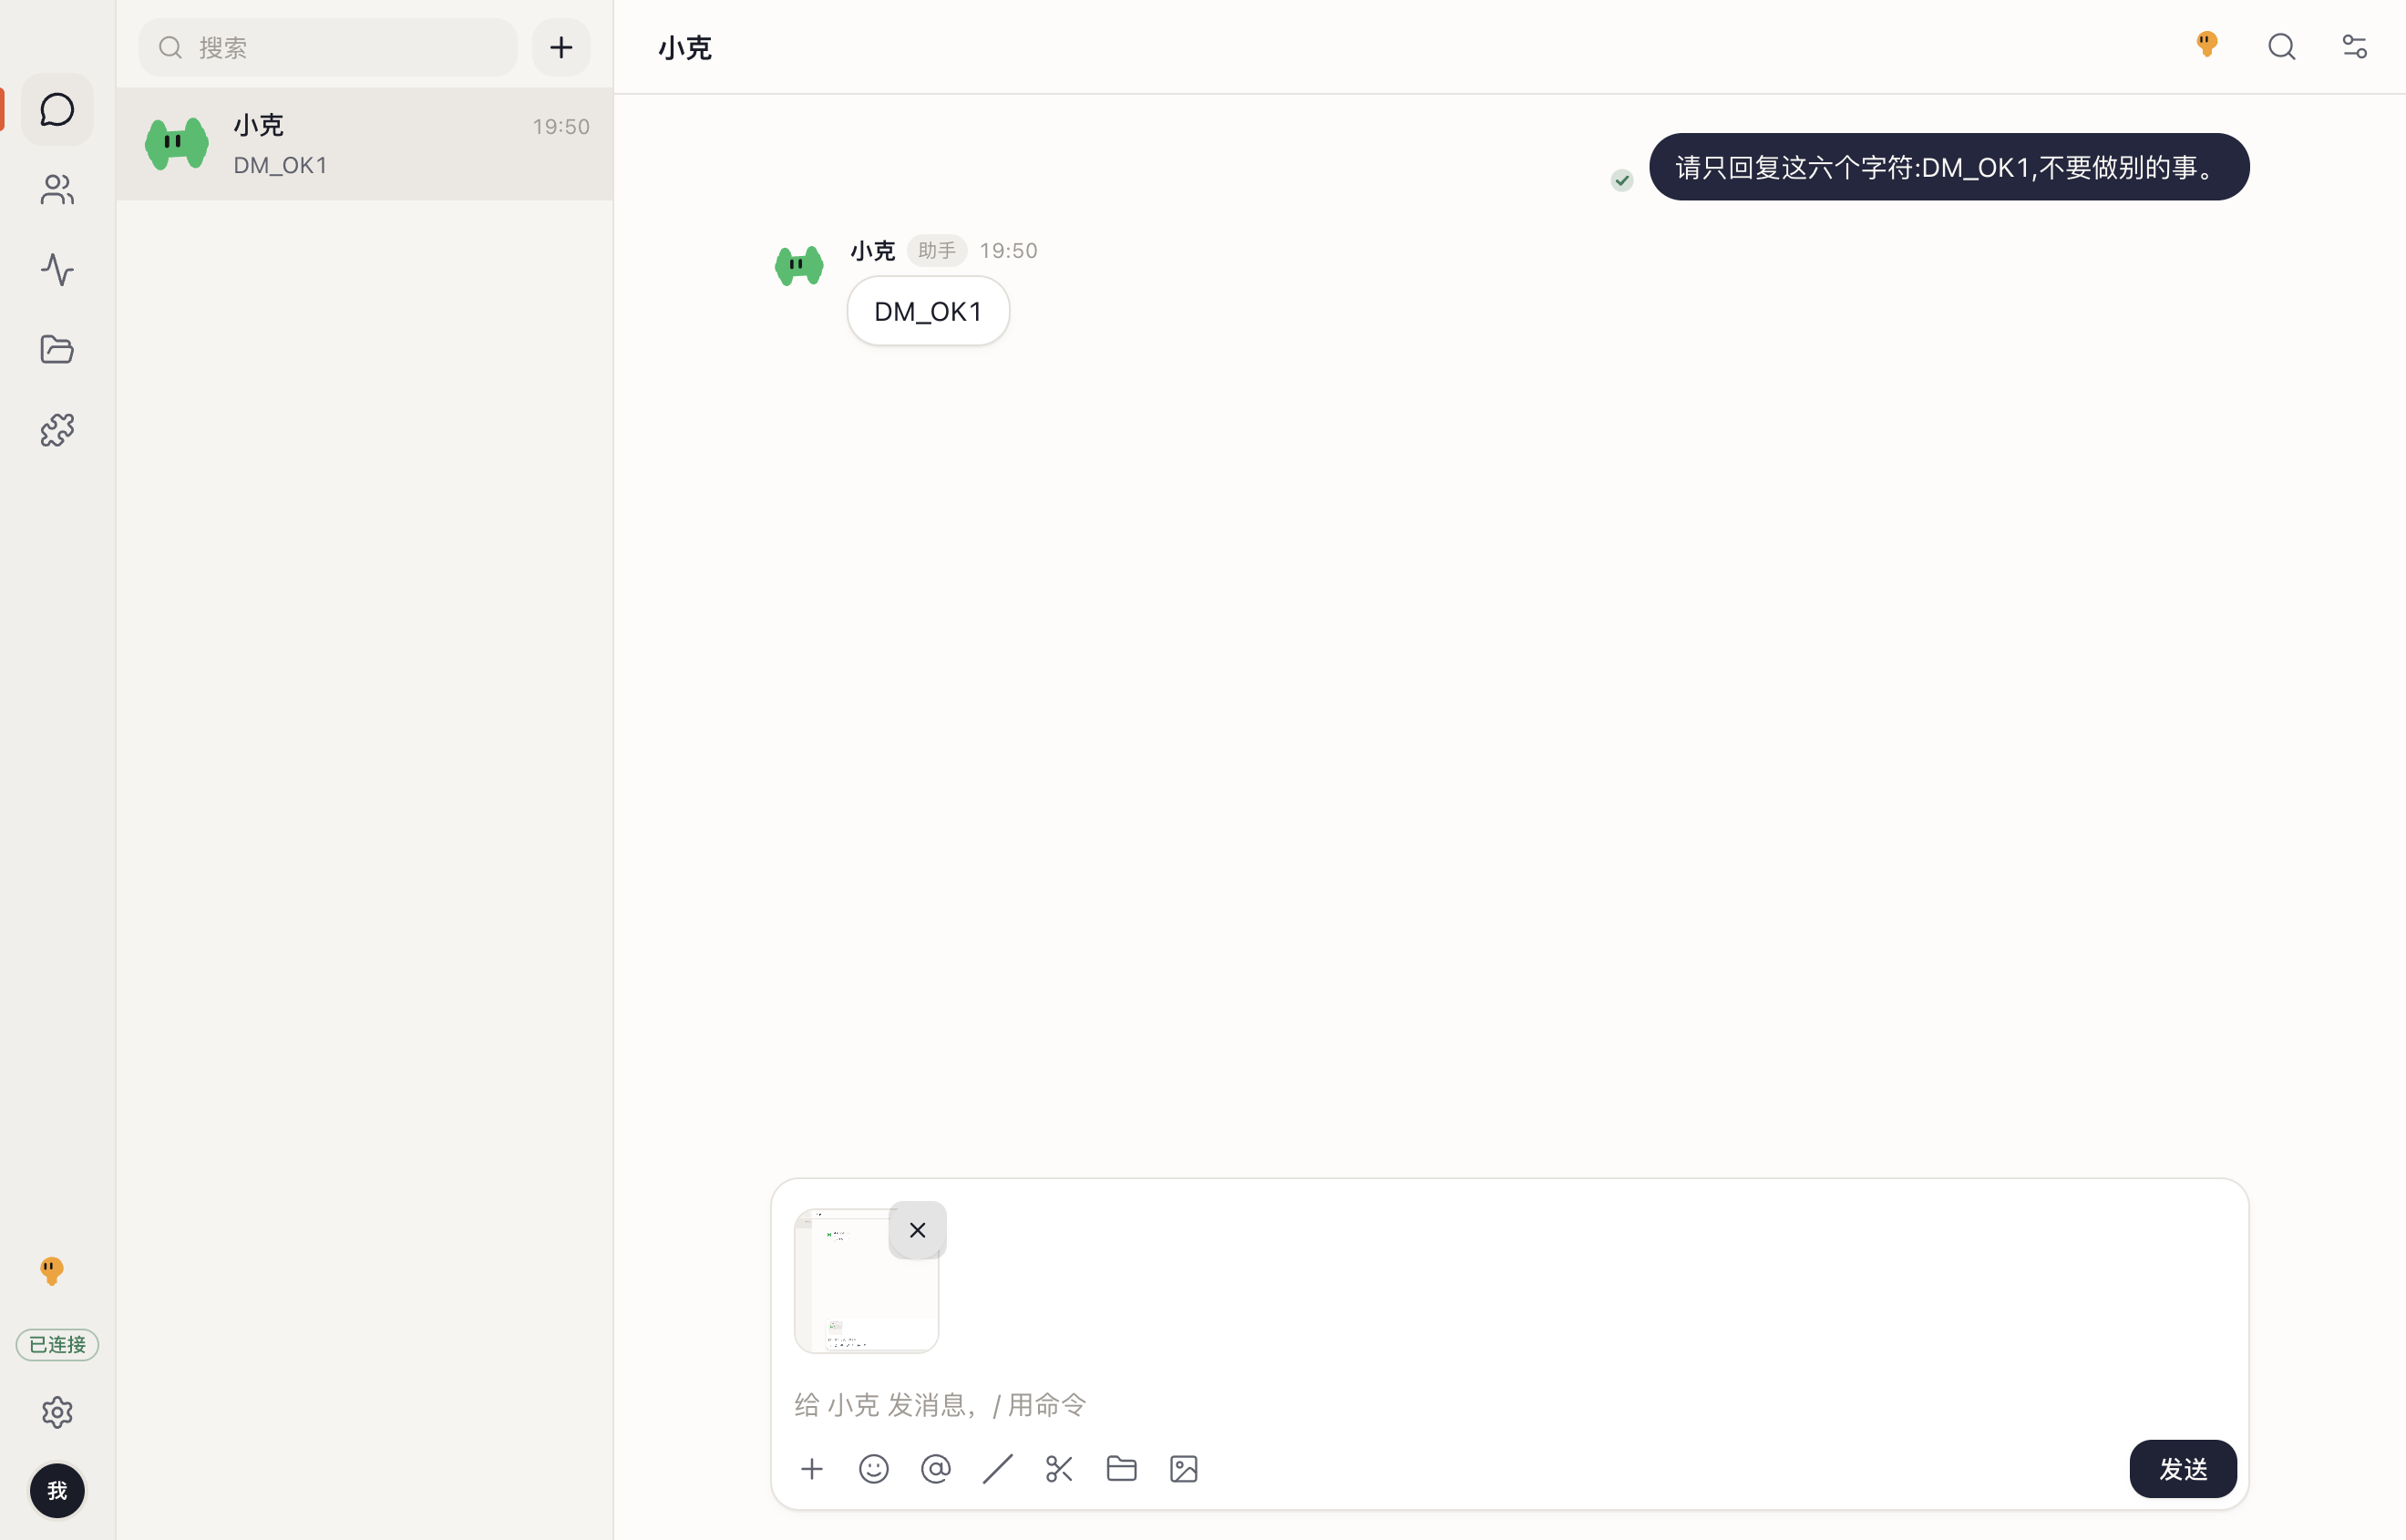 搜索
小克
19:50
DM_OK1
小克
请只回复这六个字符:DM_OK1,不要做别的事。
小克 助手 19:50
DM_OK1
给 小克 发消息，/ 用命令
发送
已连接
我